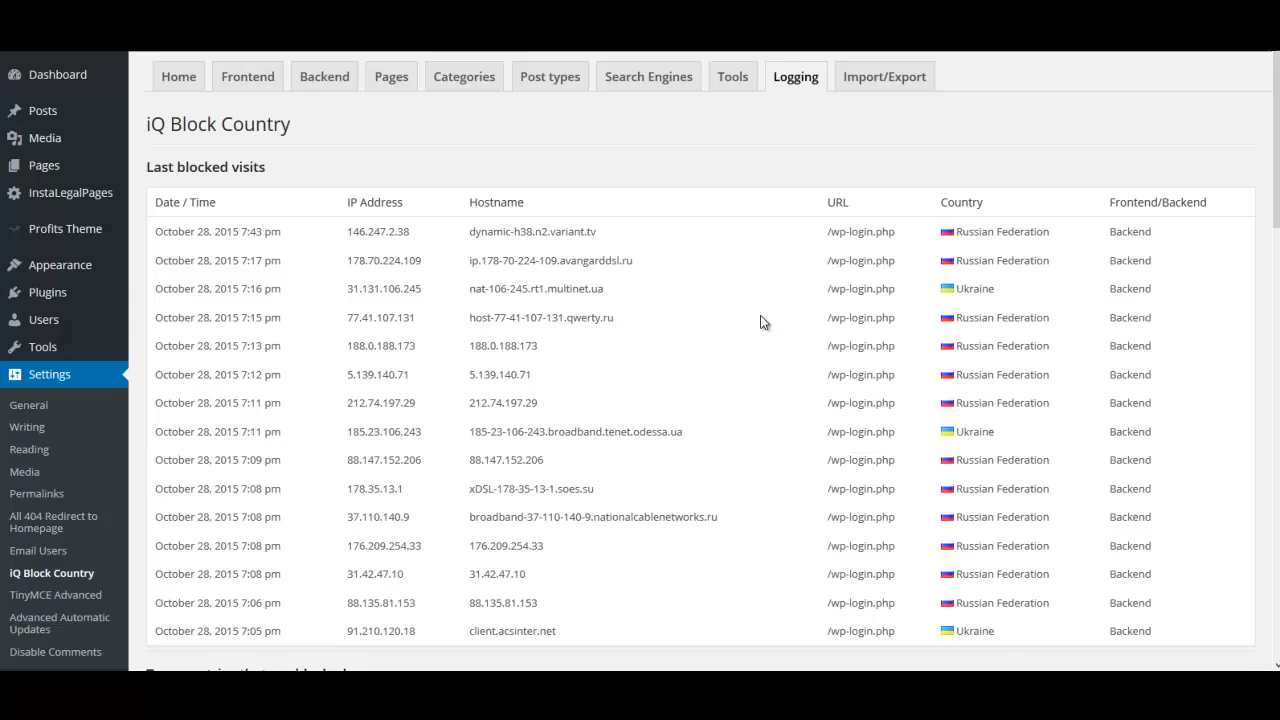 Dashboard
Posts
Media
Pages
InstaLegalPages
Profits Theme
Appearance
Plugins
Users
Tools
Settings
General
Writing
Reading
Media
Permalinks
All 404 Redirect to
Homepage
Email Users
iQ Block Country
TinyMCE Advanced
Advanced Automatic
Updates
Disable Comments
Home Frontend Backend Pages Categories Post types Search Engines Tools Logging Import/Export
iQ Block Country
Last blocked visits
Date / Time IP Address Hostname URL Country Frontend/Backend
October 28, 2015 7:43 pm 146.247.2.38 dynamic-h38.n2.variant.tv /wp-login.php Russian Federation Backend
October 28, 2015 7:17 pm 178.70.224.109 ip.178-70-224-109.avangarddsl.ru /wp-login.php Russian Federation Backend
October 28, 2015 7:16 pm 31.131.106.245 nat-106-245.rt1.multinet.ua /wp-login.php Ukraine Backend
October 28, 2015 7:15 pm 77.41.107.131 host-77-41-107-131.qwerty.ru /wp-login.php Russian Federation Backend
October 28, 2015 7:13 pm 188.0.188.173 188.0.188.173 /wp-login.php Russian Federation Backend
October 28, 2015 7:12 pm 5.139.140.71 5.139.140.71 /wp-login.php Russian Federation Backend
October 28, 2015 7:11 pm 212.74.197.29 212.74.197.29 /wp-login.php Russian Federation Backend
October 28, 2015 7:11 pm 185.23.106.243 185-23-106-243.broadband.tenet.odessa.ua /wp-login.php Ukraine Backend
October 28, 2015 7:09 pm 88.147.152.206 88.147.152.206 /wp-login.php Russian Federation Backend
October 28, 2015 7:08 pm 178.35.13.1 xDSL-178-35-13-1.soes.su /wp-login.php Russian Federation Backend
October 28, 2015 7:08 pm 37.110.140.9 broadband-37-110-140-9.nationalcablenetworks.ru /wp-login.php Russian Federation Backend
October 28, 2015 7:08 pm 176.209.254.33 176.209.254.33 /wp-login.php Russian Federation Backend
October 28, 2015 7:08 pm 31.42.47.10 31.42.47.10 /wp-login.php Russian Federation Backend
October 28, 2015 7:06 pm 88.135.81.153 88.135.81.153 /wp-login.php Russian Federation Backend
October 28, 2015 7:05 pm 91.210.120.18 client.acsinter.net /wp-login.php Ukraine Backend